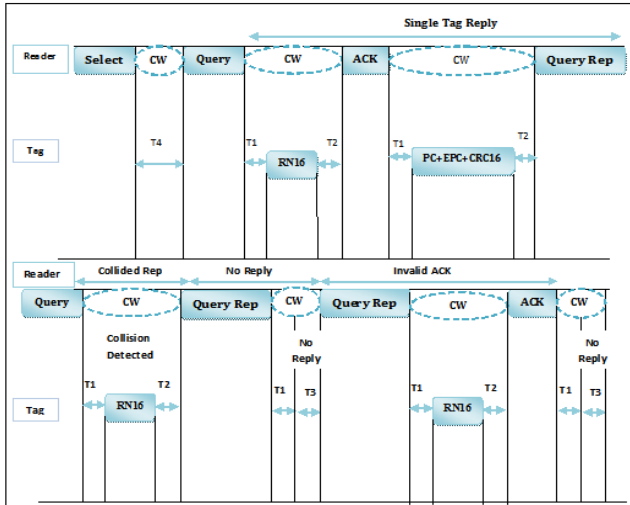 Single Tag Reply
Reader
Select CW Query CW ACK CW Query Rep
Tag
T4 T1 RN16 T2 T1 PC+EPC+CRC16 T2
Reader
Collided Rep No Reply Invalid ACK
Query CW Query Rep CW Query Rep CW ACK CW
Collision
Detected
No
Reply
No
Reply
Tag
T1 RN16 T2 T1 T3 T1 RN16 T2 T1 T3